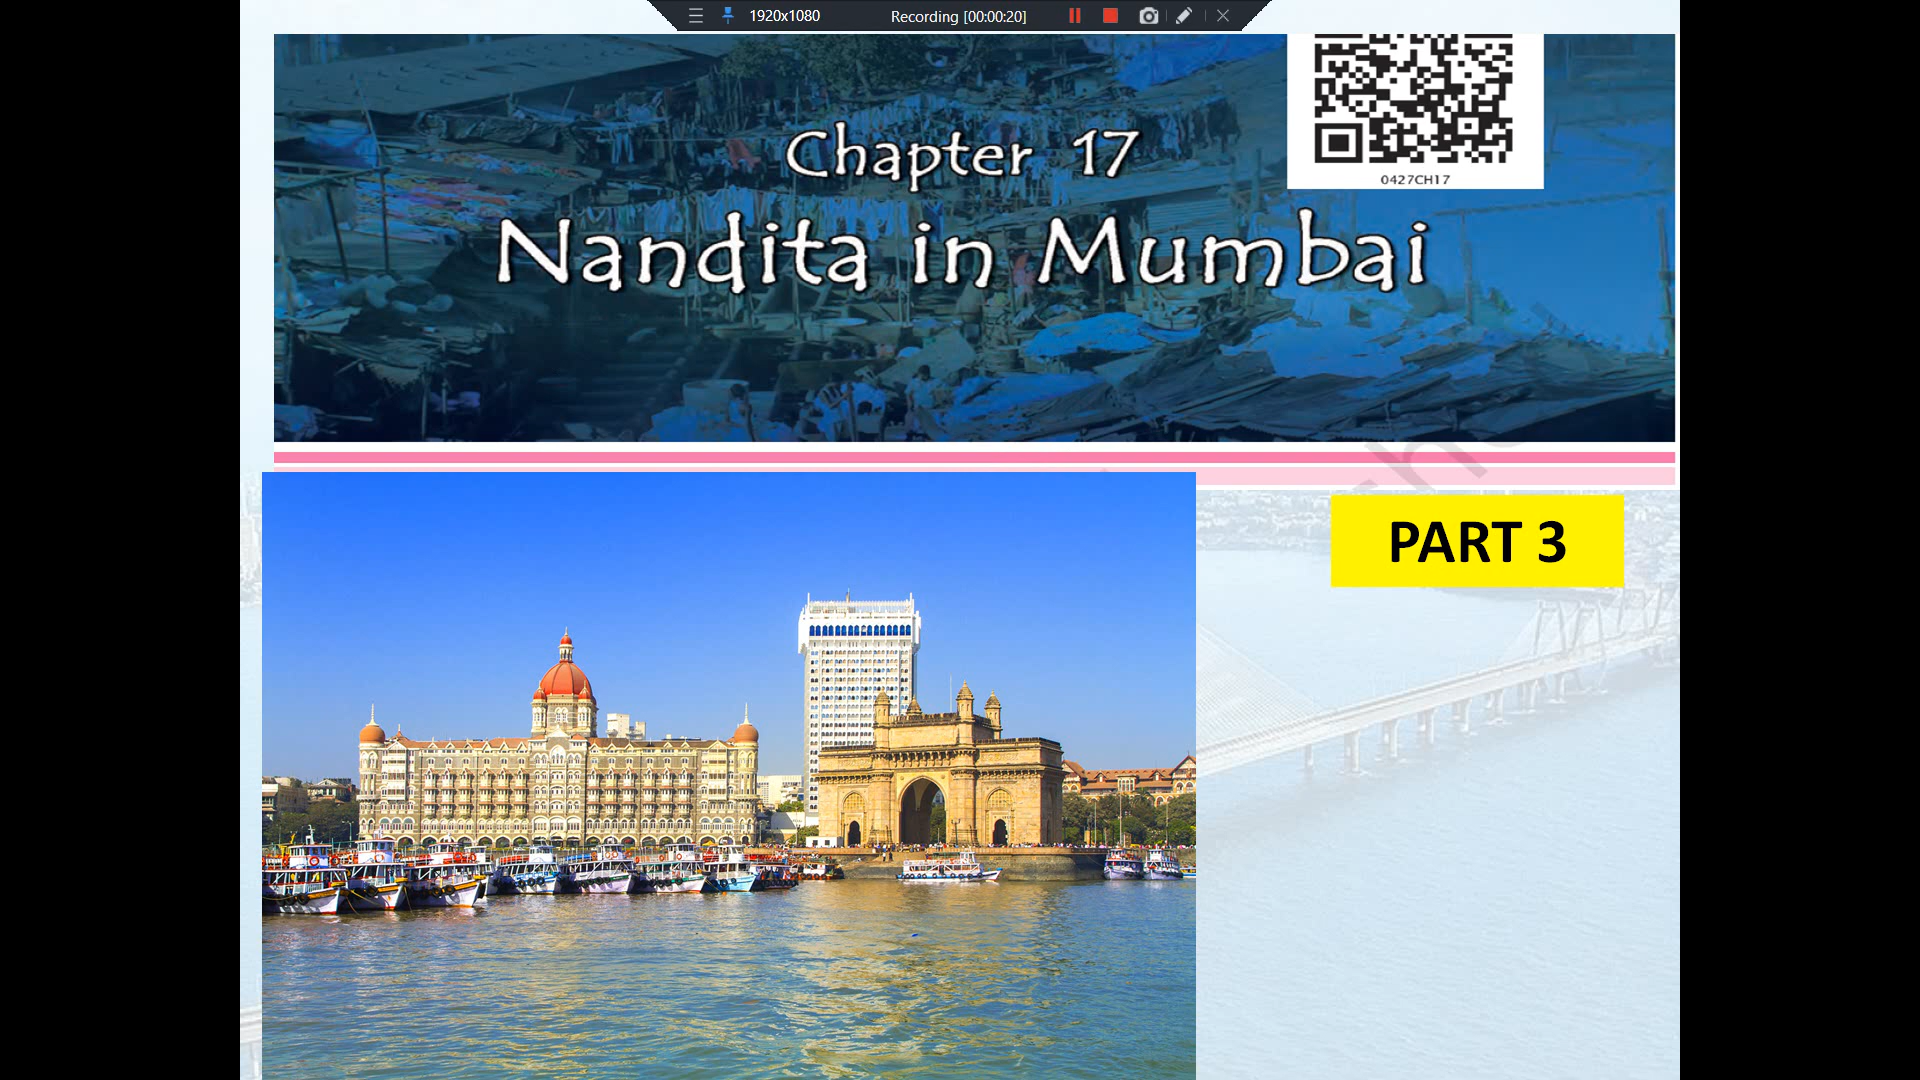 1920x1080 Recording [00:00:20]
Chapter 17
0427CH17
Nandita in Mumbai
PART 3